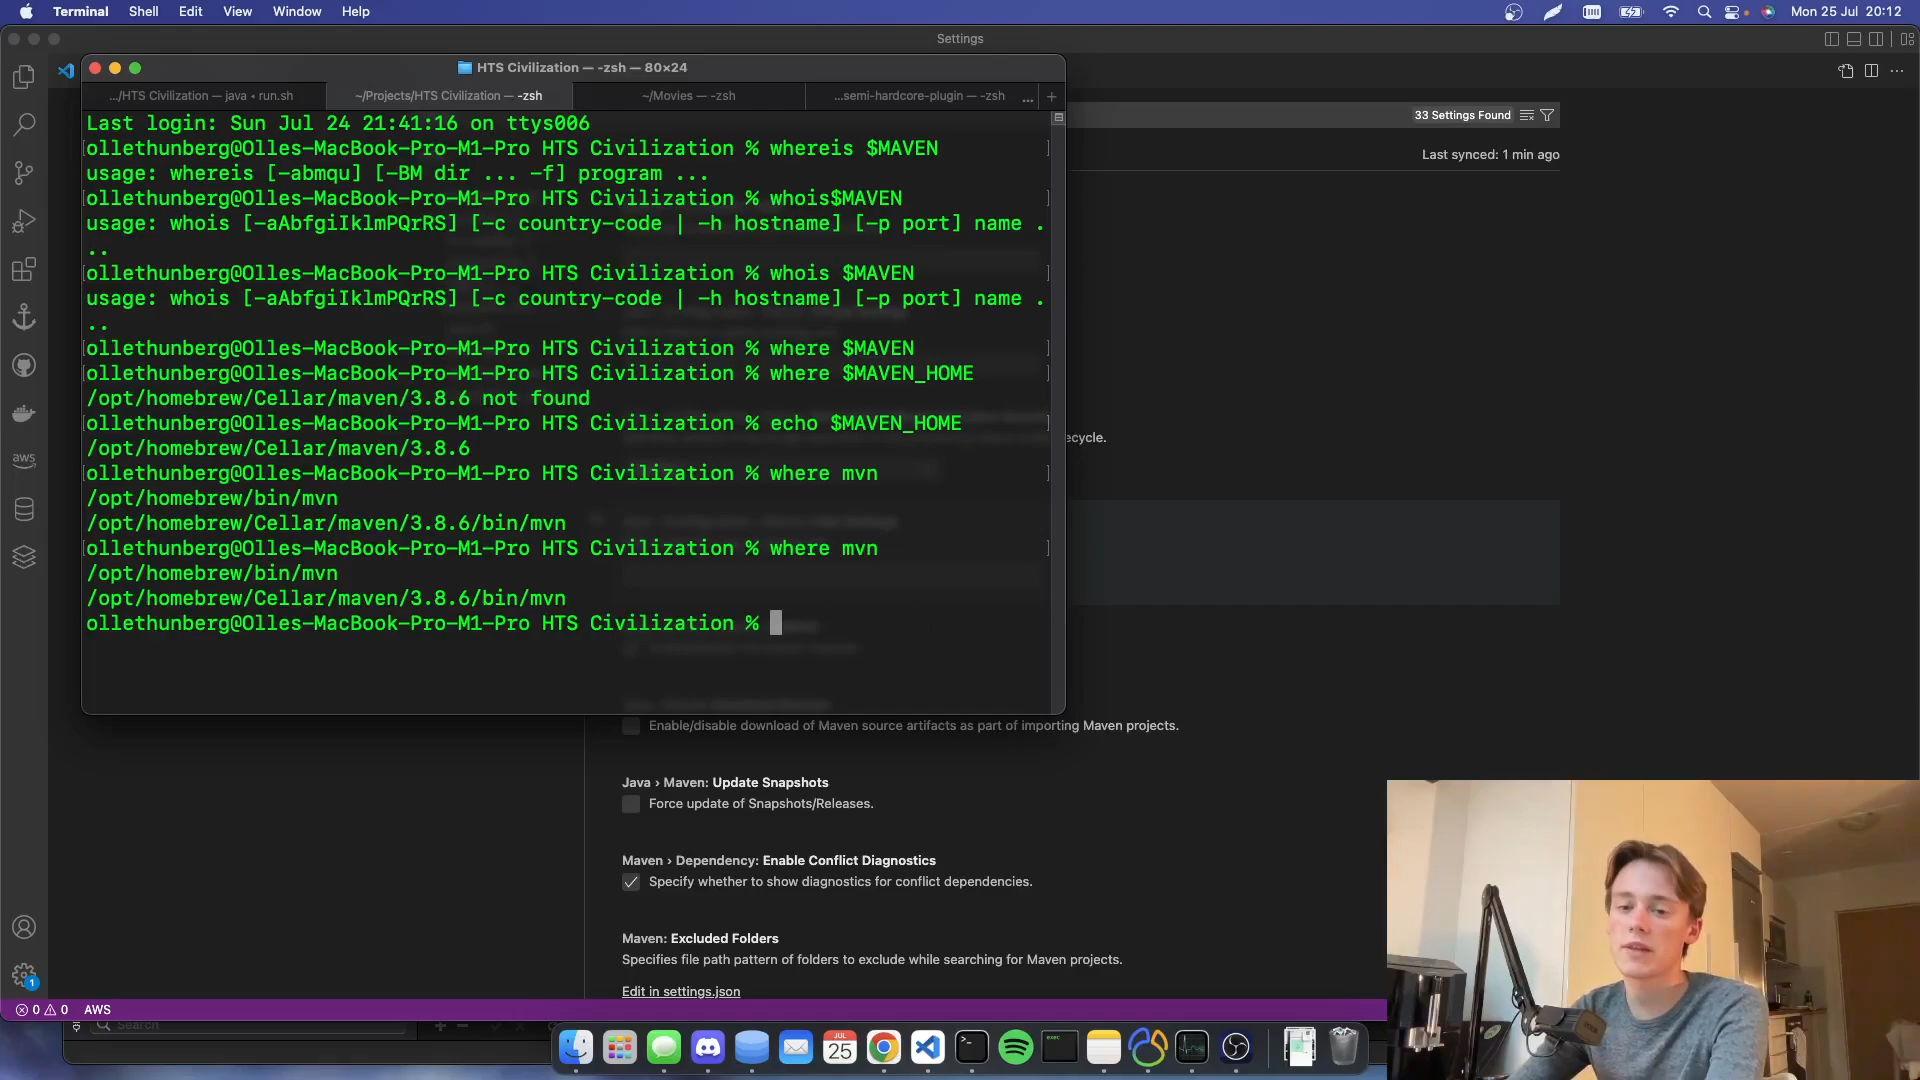 Terminal Shell Edit View Window Help Mon 25 Jul 20:12
Settings
HTS Civilization — -zsh — 80×24
.../HTS Civilization — java • run.sh ~/Projects/HTS Civilization — -zsh ~/Movies — -zsh ...semi-hardcore-plugin — -zsh ... +
Last login: Sun Jul 24 21:41:16 on ttys006
ollethunberg@Olles-MacBook-Pro-M1-Pro HTS Civilization % whereis $MAVEN
usage: whereis [-abmqu] [-BM dir ... -f] program ...
ollethunberg@Olles-MacBook-Pro-M1-Pro HTS Civilization % whois$MAVEN
usage: whois [-aAbfgiIklmPQrRS] [-c country-code | -h hostname] [-p port] name .
..
ollethunberg@Olles-MacBook-Pro-M1-Pro HTS Civilization % whois $MAVEN
usage: whois [-aAbfgiIklmPQrRS] [-c country-code | -h hostname] [-p port] name .
..
ollethunberg@Olles-MacBook-Pro-M1-Pro HTS Civilization % where $MAVEN
ollethunberg@Olles-MacBook-Pro-M1-Pro HTS Civilization % where $MAVEN_HOME
/opt/homebrew/Cellar/maven/3.8.6 not found
ollethunberg@Olles-MacBook-Pro-M1-Pro HTS Civilization % echo $MAVEN_HOME
/opt/homebrew/Cellar/maven/3.8.6
ollethunberg@Olles-MacBook-Pro-M1-Pro HTS Civilization % where mvn
/opt/homebrew/bin/mvn
/opt/homebrew/Cellar/maven/3.8.6/bin/mvn
ollethunberg@Olles-MacBook-Pro-M1-Pro HTS Civilization % where mvn
/opt/homebrew/bin/mvn
/opt/homebrew/Cellar/maven/3.8.6/bin/mvn
ollethunberg@Olles-MacBook-Pro-M1-Pro HTS Civilization %
33 Settings Found
Last synced: 1 min ago
ecycle.
Enable/disable download of Maven source artifacts as part of importing Maven projects.
Java › Maven: Update Snapshots
Force update of Snapshots/Releases.
Maven › Dependency: Enable Conflict Diagnostics
Specify whether to show diagnostics for conflict dependencies.
Maven: Excluded Folders
Specifies file path pattern of folders to exclude while searching for Maven projects.
Edit in settings.json
aws
1
0 0 AWS
Search
JUL
25
exec